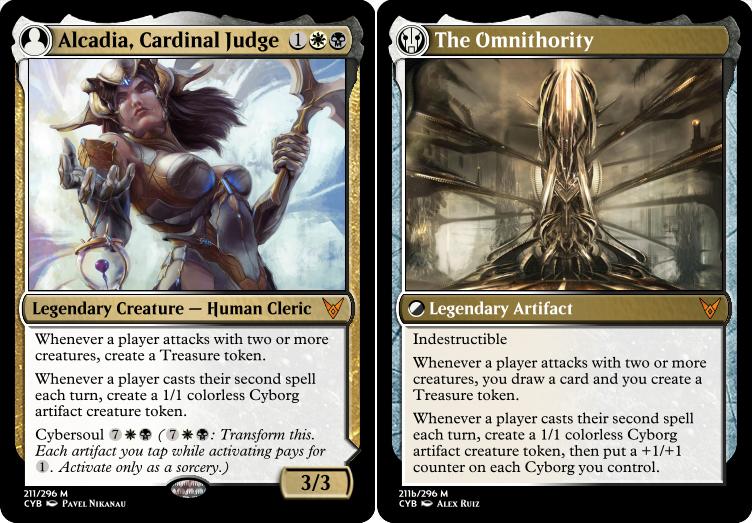 Alcadia, Cardinal Judge 1
Legendary Creature — Human Cleric
Whenever a player attacks with two or more
creatures, create a Treasure token.
Whenever a player casts their second spell
each turn, create a 1/1 colorless Cyborg
artifact creature token.
Cybersoul 7 (7: Transform this.
Each artifact you tap while activating pays for
1. Activate only as a sorcery.)
3/3
211/296 M
CYB PAVEL NIKANAU
The Omnithority
Legendary Artifact
Indestructible
Whenever a player attacks with two or more
creatures, you draw a card and you create a
Treasure token.
Whenever a player casts their second spell
each turn, create a 1/1 colorless Cyborg
artifact creature token, then put a +1/+1
counter on each Cyborg you control.
211b/296 M
CYB ALEX RUIZ